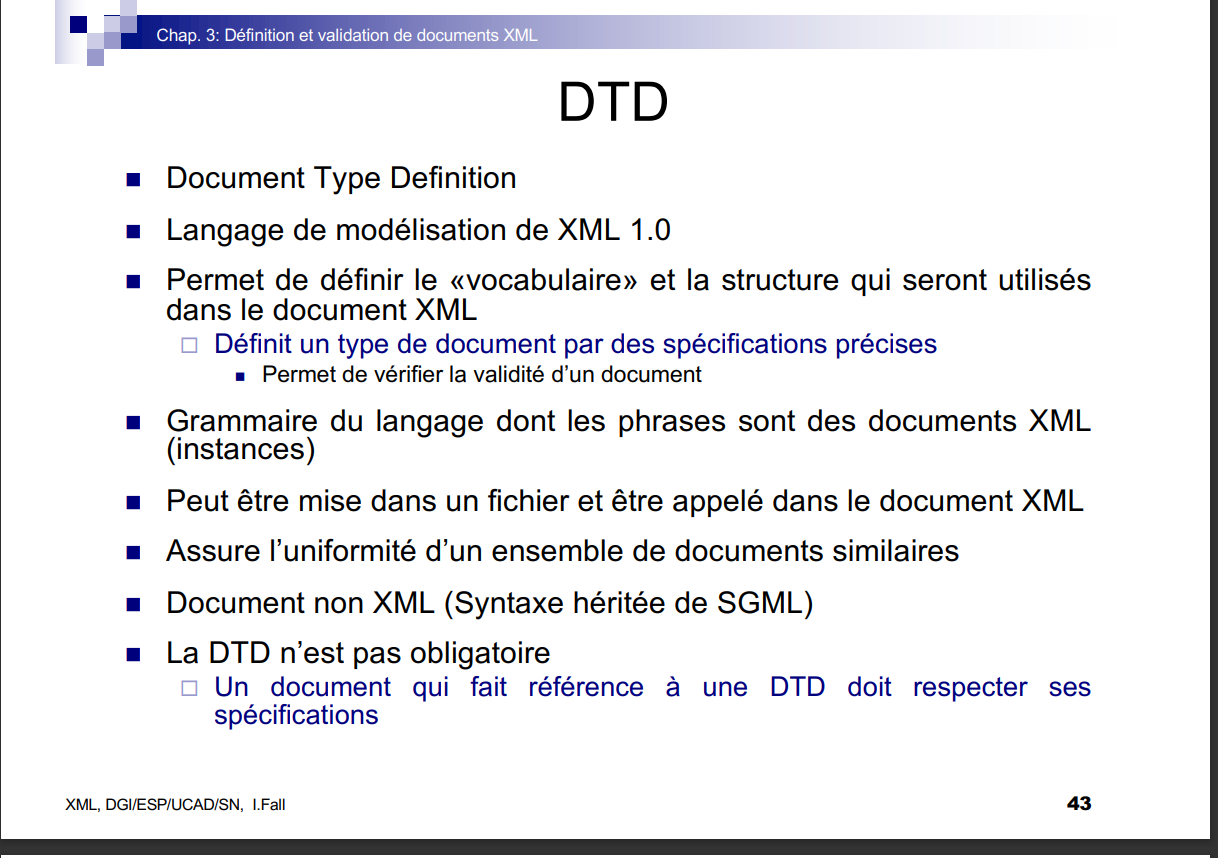 Chap. 3: Définition et validation de documents XML
DTD
Document Type Definition
Langage de modélisation de XML 1.0
Permet de définir le «vocabulaire» et la structure qui seront utilisés
dans le document XML
Définit un type de document par des spécifications précises
Permet de vérifier la validité d’un document
Grammaire du langage dont les phrases sont des documents XML
(instances)
Peut être mise dans un fichier et être appelé dans le document XML
Assure l’uniformité d’un ensemble de documents similaires
Document non XML (Syntaxe héritée de SGML)
La DTD n’est pas obligatoire
Un document qui fait référence à une DTD doit respecter ses
spécifications
XML, DGI/ESP/UCAD/SN, I.Fall
43